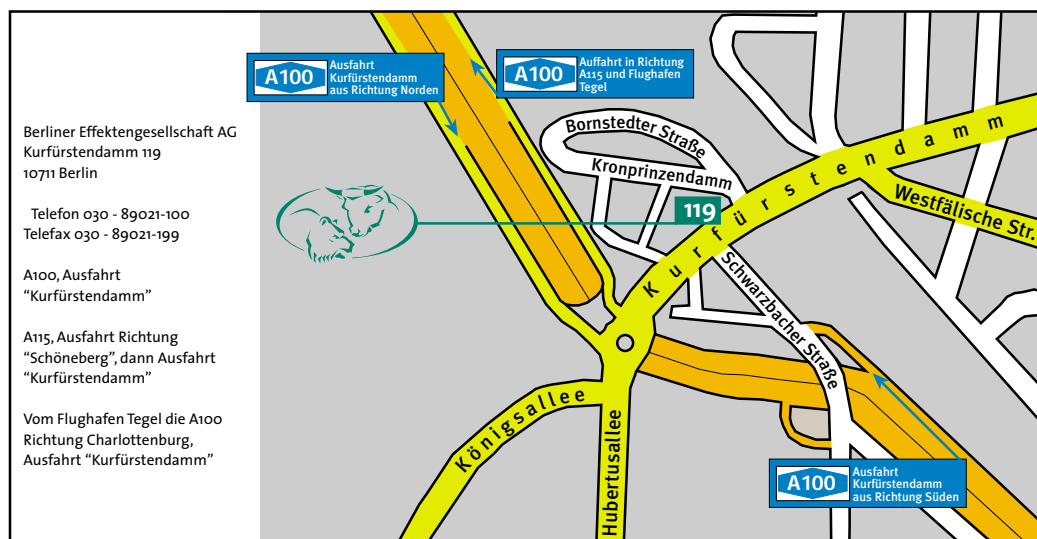 Berliner Effektengesellschaft AG
Kurfürstendamm 119
10711 Berlin
Telefon 030 - 89021-100
Telefax 030 - 89021-199
A100, Ausfahrt
“Kurfürstendamm”
A115, Ausfahrt Richtung
“Schöneberg”, dann Ausfahrt
“Kurfürstendamm”
Vom Flughafen Tegel die A100
Richtung Charlottenburg,
Ausfahrt “Kurfürstendamm”
A100
Ausfahrt
Kurfürstendamm
aus Richtung Norden
A100
Auffahrt in Richtung
A115 und Flughafen
Tegel
Bornstedter Straße
Kronprinzendamm
Kurfürstendamm
Westfälische Str.
119
Schwarzbacher Straße
Königsallee
Hubertusallee
A100
Ausfahrt
Kurfürstendamm
aus Richtung Süden